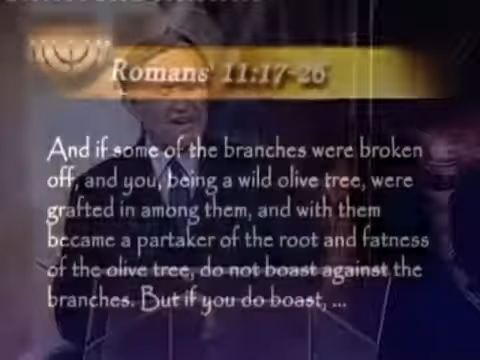 Romans 11:17-26
And if some of the branches were broken
off, and you, being a wild olive tree, were
grafted in among them, and with them
became a partaker of the root and fatness
of the olive tree, do not boast against the
branches. But if you do boast, ...